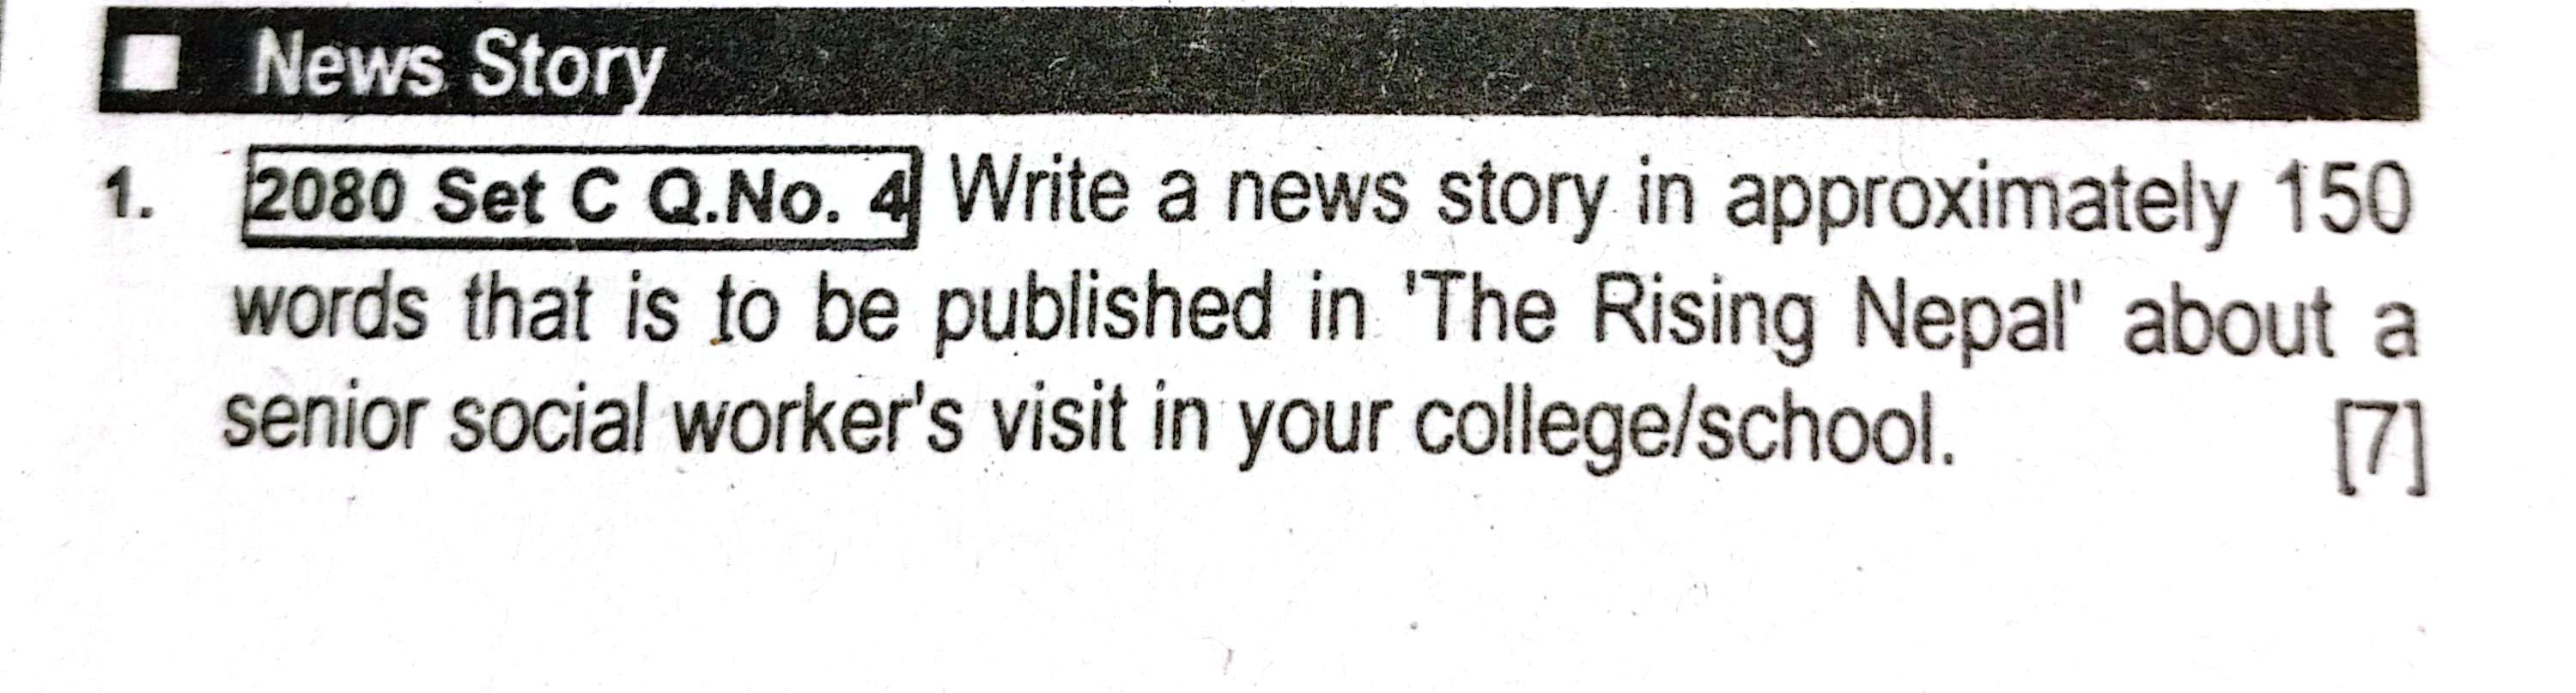 News Story
1. 2080 Set C Q.No. 4 Write a news story in approximately 150
words that is to be published in 'The Rising Nepal' about a
senior social worker's visit in your college/school. [7]